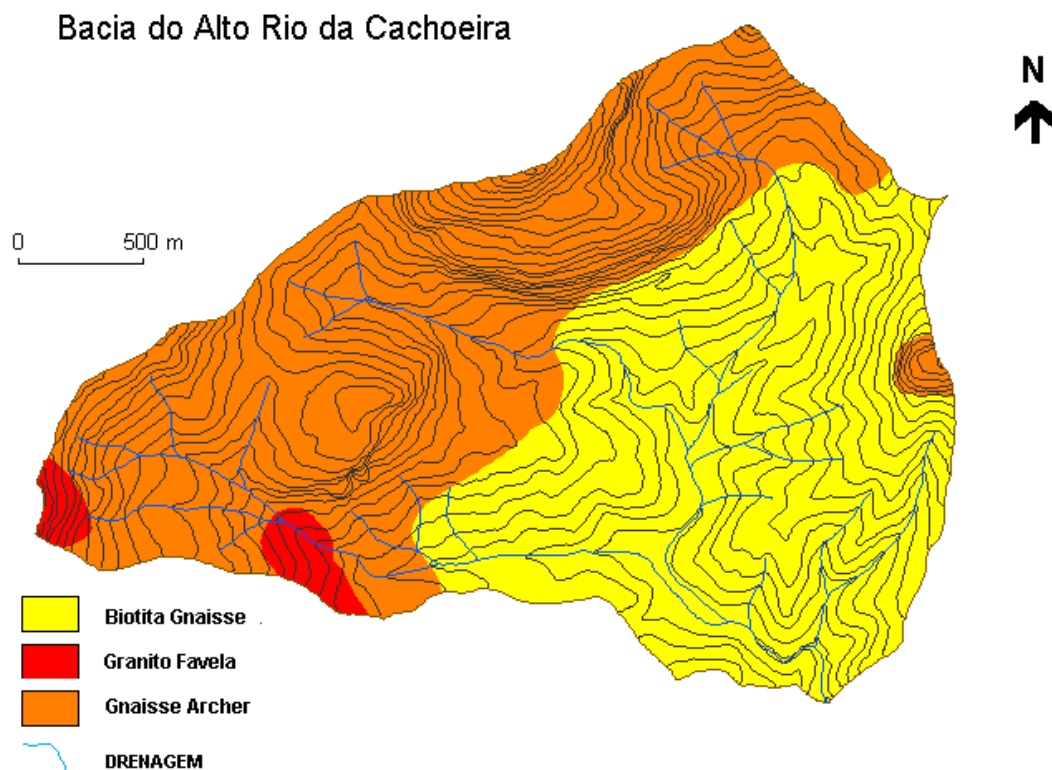 Bacia do Alto Rio da Cachoeira
N
0 500 m
Biotita Gnaisse
Granito Favela
Gnaisse Archer
DRENAGEM